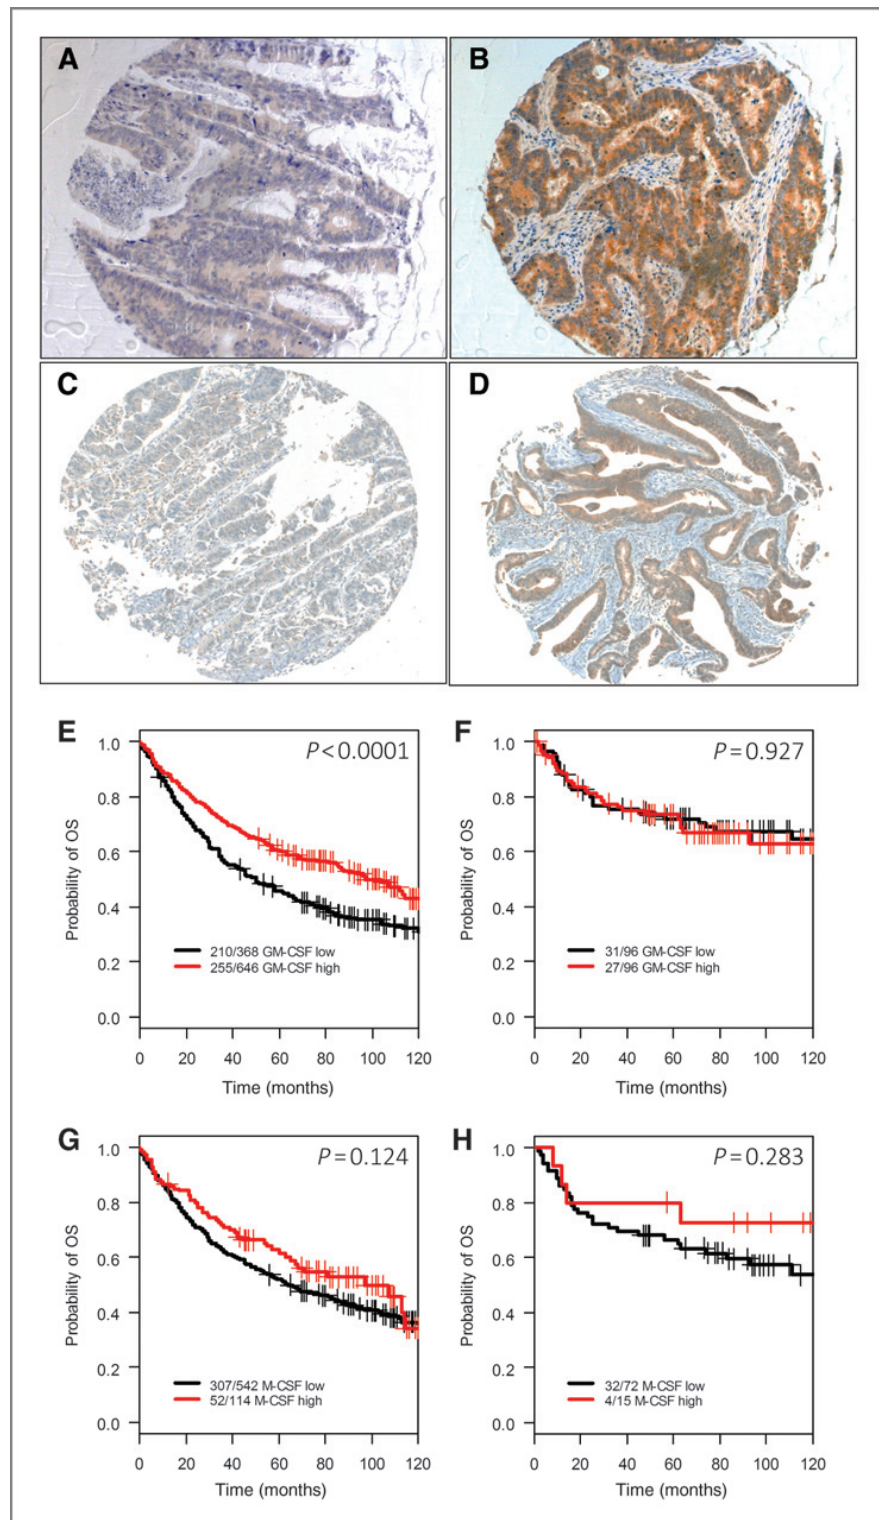 A
B
C
D
E
P < 0.0001
Probability of OS
1.0
0.8
0.6
0.4
0.2
0.0
210/368 GM-CSF low
255/646 GM-CSF high
0 20 40 60 80 100 120
Time (months)
F
P = 0.927
Probability of OS
1.0
0.8
0.6
0.4
0.2
0.0
31/96 GM-CSF low
27/96 GM-CSF high
0 20 40 60 80 100 120
Time (months)
G
P = 0.124
Probability of OS
1.0
0.8
0.6
0.4
0.2
0.0
307/542 M-CSF low
52/114 M-CSF high
0 20 40 60 80 100 120
Time (months)
H
P = 0.283
Probability of OS
1.0
0.8
0.6
0.4
0.2
0.0
32/72 M-CSF low
4/15 M-CSF high
0 20 40 60 80 100 120
Time (months)